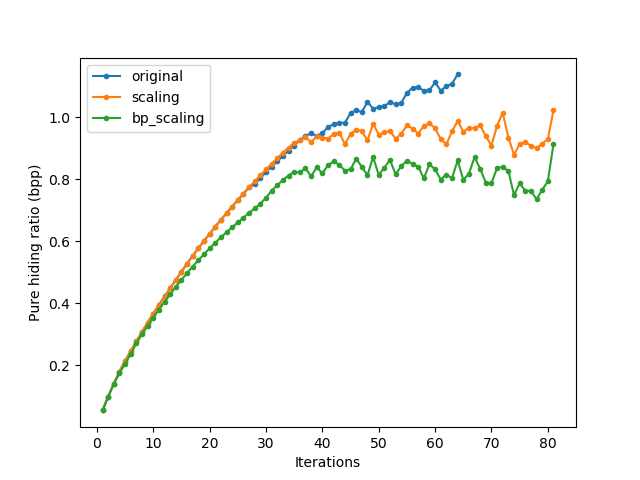 original
scaling
bp_scaling
Pure hiding ratio (bpp)
1.0
0.8
0.6
0.4
0.2
0 10 20 30 40 50 60 70 80
Iterations